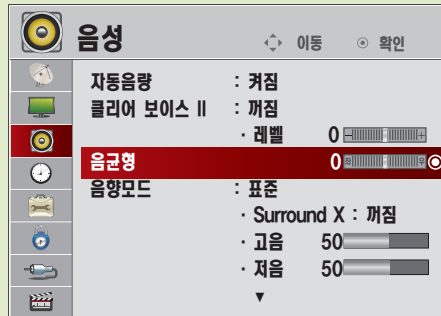 음성 이동 확인
자동음량 : 켜짐
클리어 보이스 II : 꺼짐
· 레벨 0 - +
음균형 0 좌 우
음향모드 : 표준
· Surround X : 꺼짐
· 고음 50
· 저음 50
▼